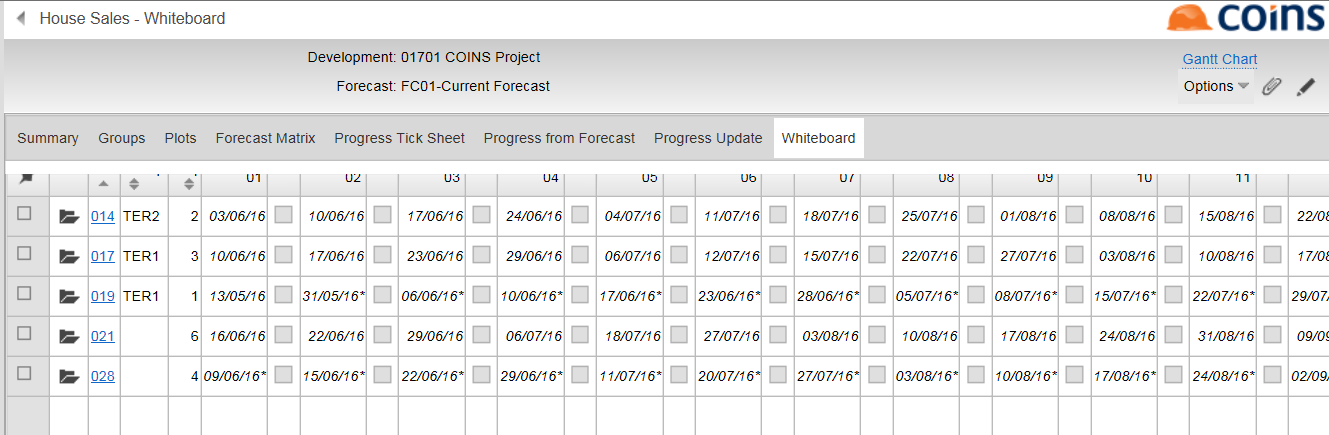 House Sales - Whiteboard
coins
Development: 01701 COINS Project
Gantt Chart
Forecast: FC01-Current Forecast
Options
Summary Groups Plots Forecast Matrix Progress Tick Sheet Progress from Forecast Progress Update Whiteboard
01 02 03 04 05 06 07 08 09 10 11
014 TER2 2 03/06/16 10/06/16 17/06/16 24/06/16 04/07/16 11/07/16 18/07/16 25/07/16 01/08/16 08/08/16 15/08/16 22/08
017 TER1 3 10/06/16 17/06/16 23/06/16 29/06/16 06/07/16 12/07/16 15/07/16 22/07/16 27/07/16 03/08/16 10/08/16 17/08
019 TER1 1 13/05/16 31/05/16* 06/06/16* 10/06/16* 17/06/16* 23/06/16* 28/06/16* 05/07/16* 08/07/16* 15/07/16* 22/07/16* 29/07/
021 6 16/06/16 22/06/16 29/06/16 06/07/16 18/07/16 27/07/16 03/08/16 10/08/16 17/08/16 24/08/16 31/08/16 09/09
028 4 09/06/16* 15/06/16* 22/06/16* 29/06/16* 11/07/16* 20/07/16* 27/07/16* 03/08/16* 10/08/16* 17/08/16* 24/08/16* 02/09/